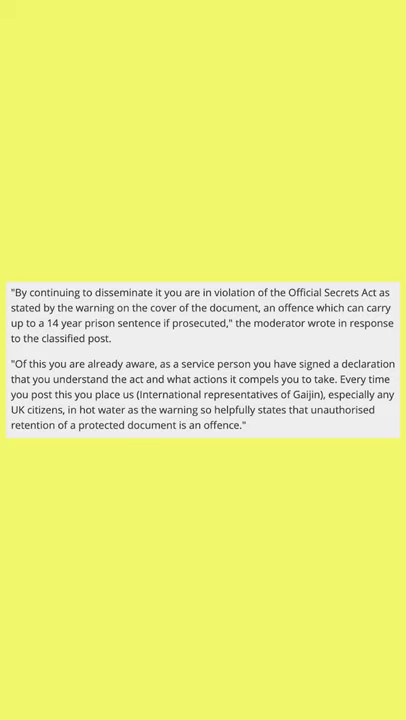 "By continuing to disseminate it you are in violation of the Official Secrets Act as
stated by the warning on the cover of the document, an offence which can carry
up to a 14 year prison sentence if prosecuted," the moderator wrote in response
to the classified post.
"Of this you are already aware, as a service person you have signed a declaration
that you understand the act and what actions it compels you to take. Every time
you post this you place us (International representatives of Gaijin), especially any
UK citizens, in hot water as the warning so helpfully states that unauthorised
retention of a protected document is an offence."